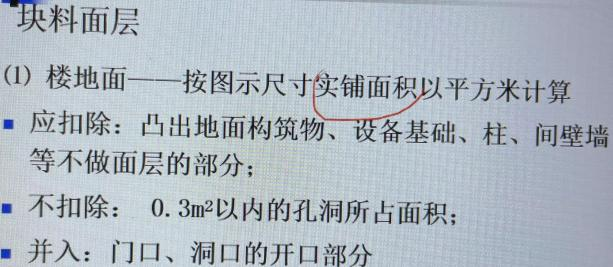 块料面层
⑴ 楼地面——按图示尺寸实铺面积以平方米计算
▪ 应扣除：凸出地面构筑物、设备基础、柱、间壁墙
等不做面层的部分；
▪ 不扣除： 0.3m²以内的孔洞所占面积；
▪ 并入：门口、洞口的开口部分